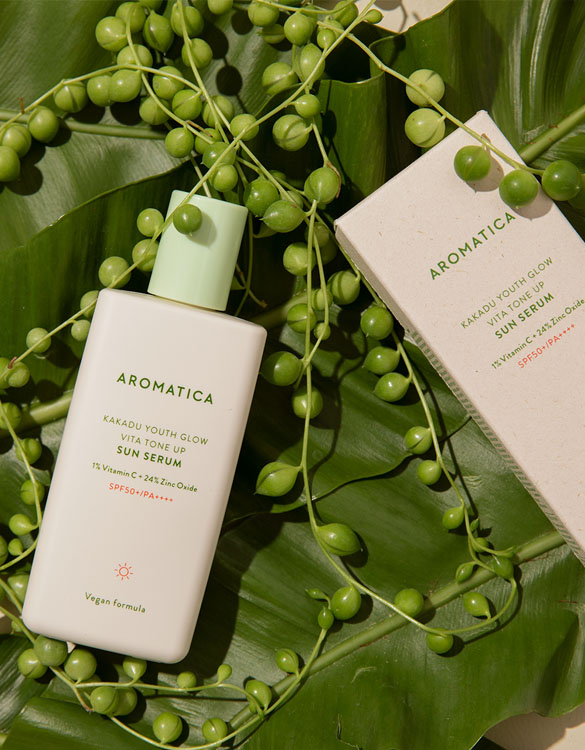 AROMATICA
KAKADU YOUTH GLOW
VITA TONE UP
SUN SERUM
1% Vitamin C + 24% Zinc Oxide
SPF50+/PA++++
Vegan formula
AROMATICA
KAKADU YOUTH GLOW
VITA TONE UP
SUN SERUM
1% Vitamin C + 24% Zinc Oxide
SPF50+/PA++++